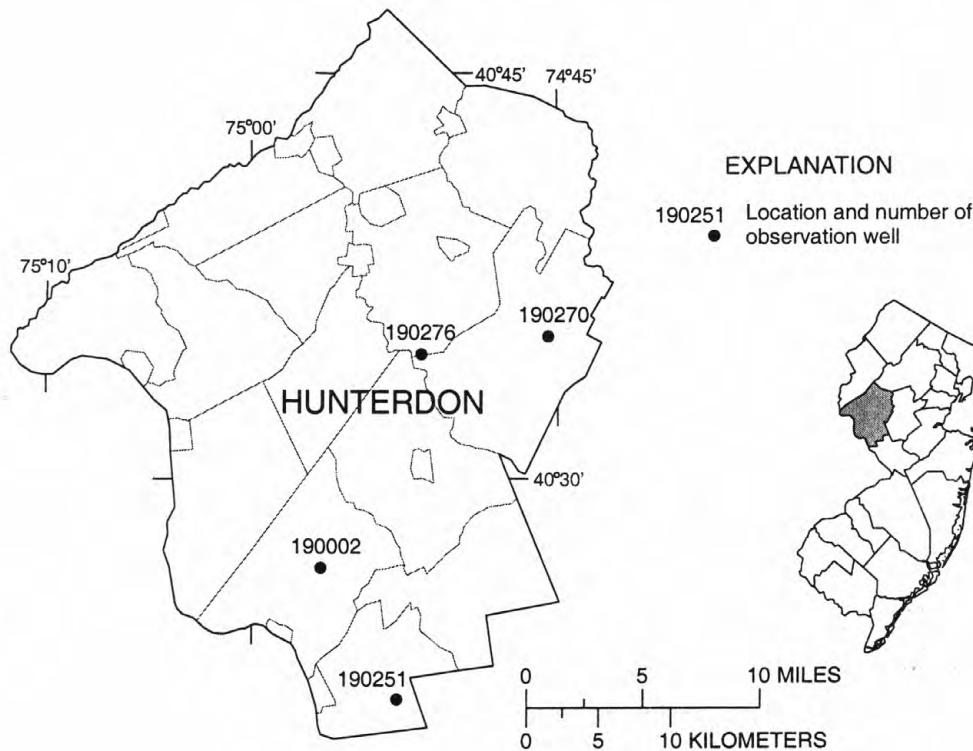 40°45' 74°45'
75°00'
EXPLANATION
190251 Location and number of
observation well
75°10'
190270
190276
HUNTERDON
40°30'
190002
190251
0 5 10 MILES
0 5 10 KILOMETERS